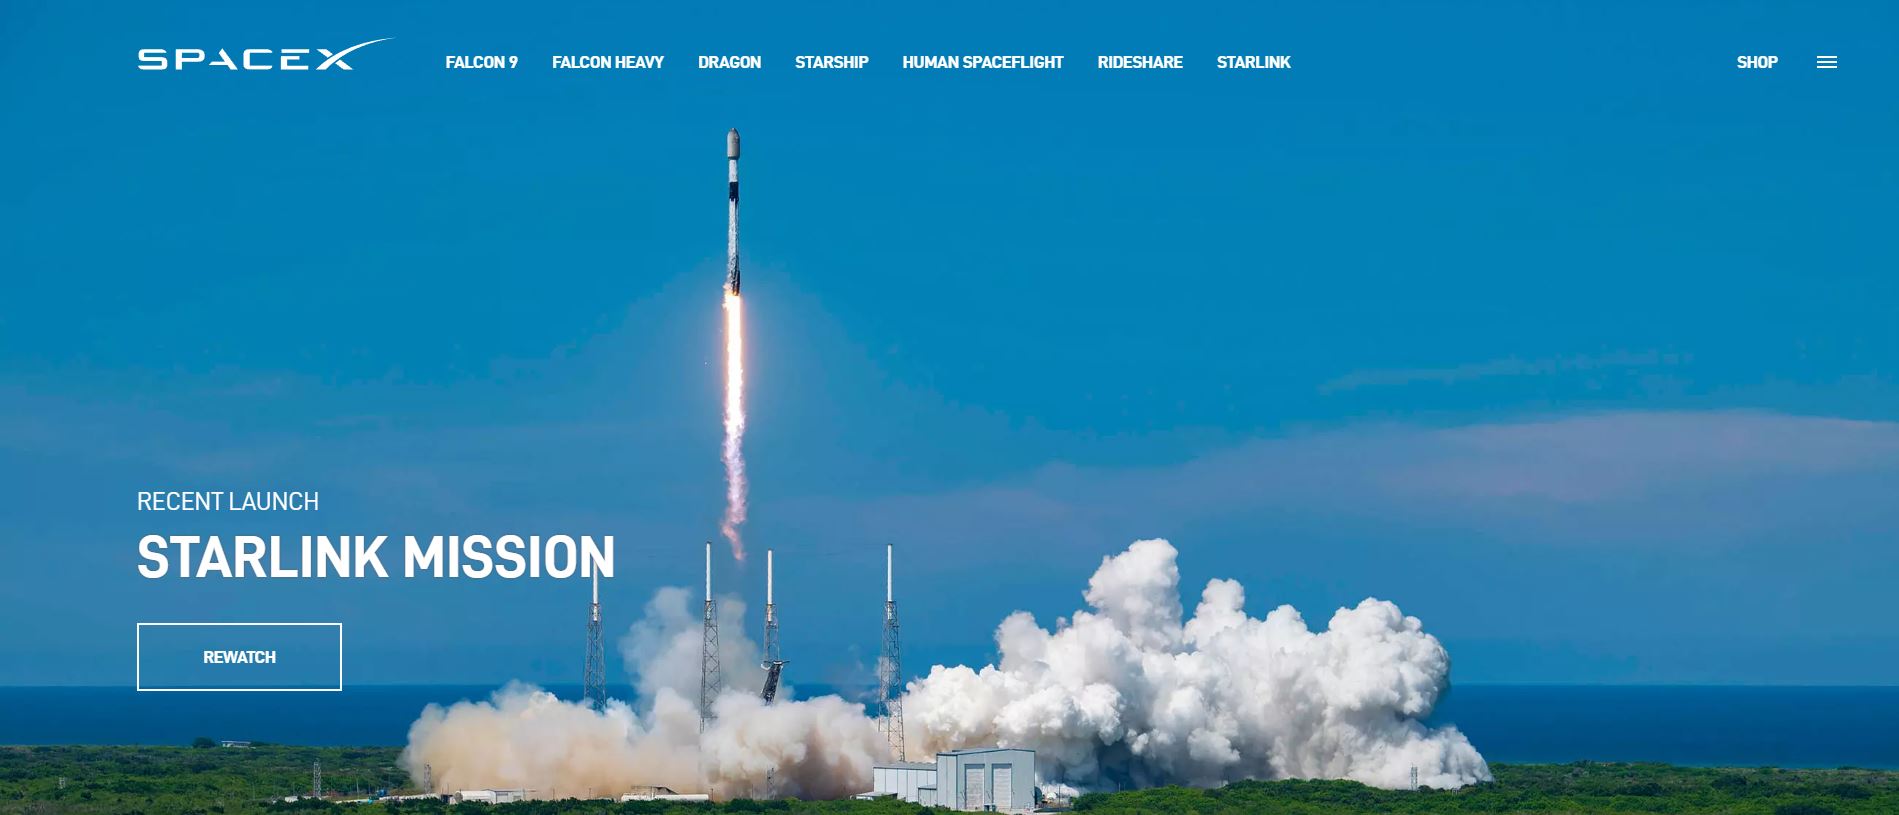 SPACEX FALCON 9 FALCON HEAVY DRAGON STARSHIP HUMAN SPACEFLIGHT RIDESHARE STARLINK SHOP
RECENT LAUNCH
STARLINK MISSION
REWATCH